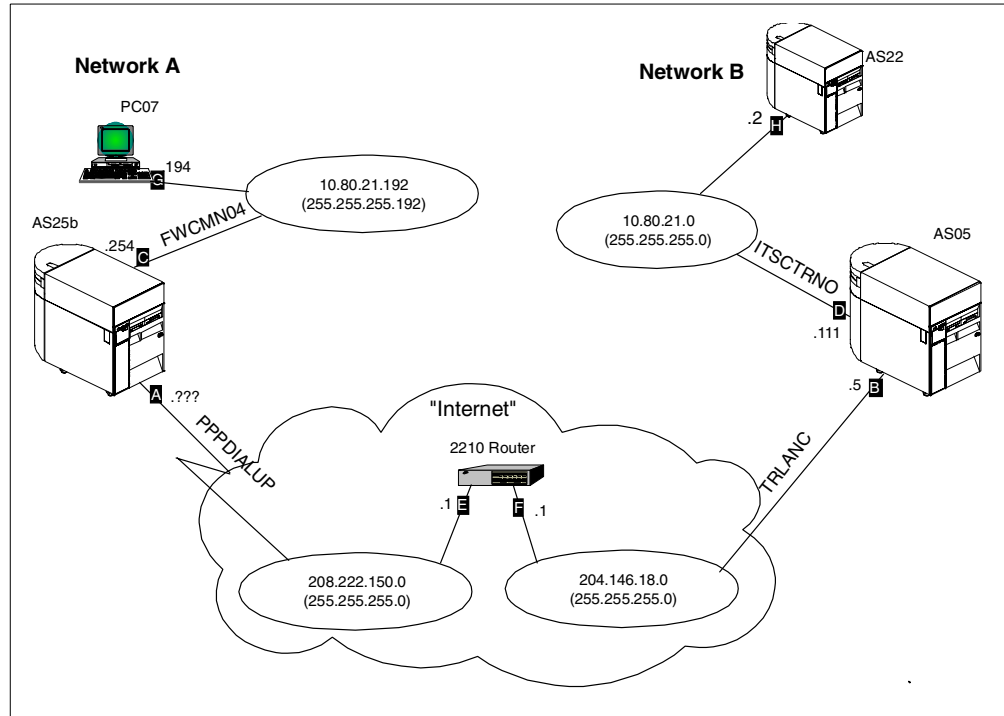 Network A
PC07
.194
G
10.80.21.192
(255.255.255.192)
FWCMN04
AS25b
.254
C
A
.???
PPPDIALUP
Network B
AS22
.2
H
10.80.21.0
(255.255.255.0)
ITSCTRNO
AS05
D
.111
.5
B
TRLANC
"Internet"
2210 Router
.1
E
F
.1
208.222.150.0
(255.255.255.0)
204.146.18.0
(255.255.255.0)